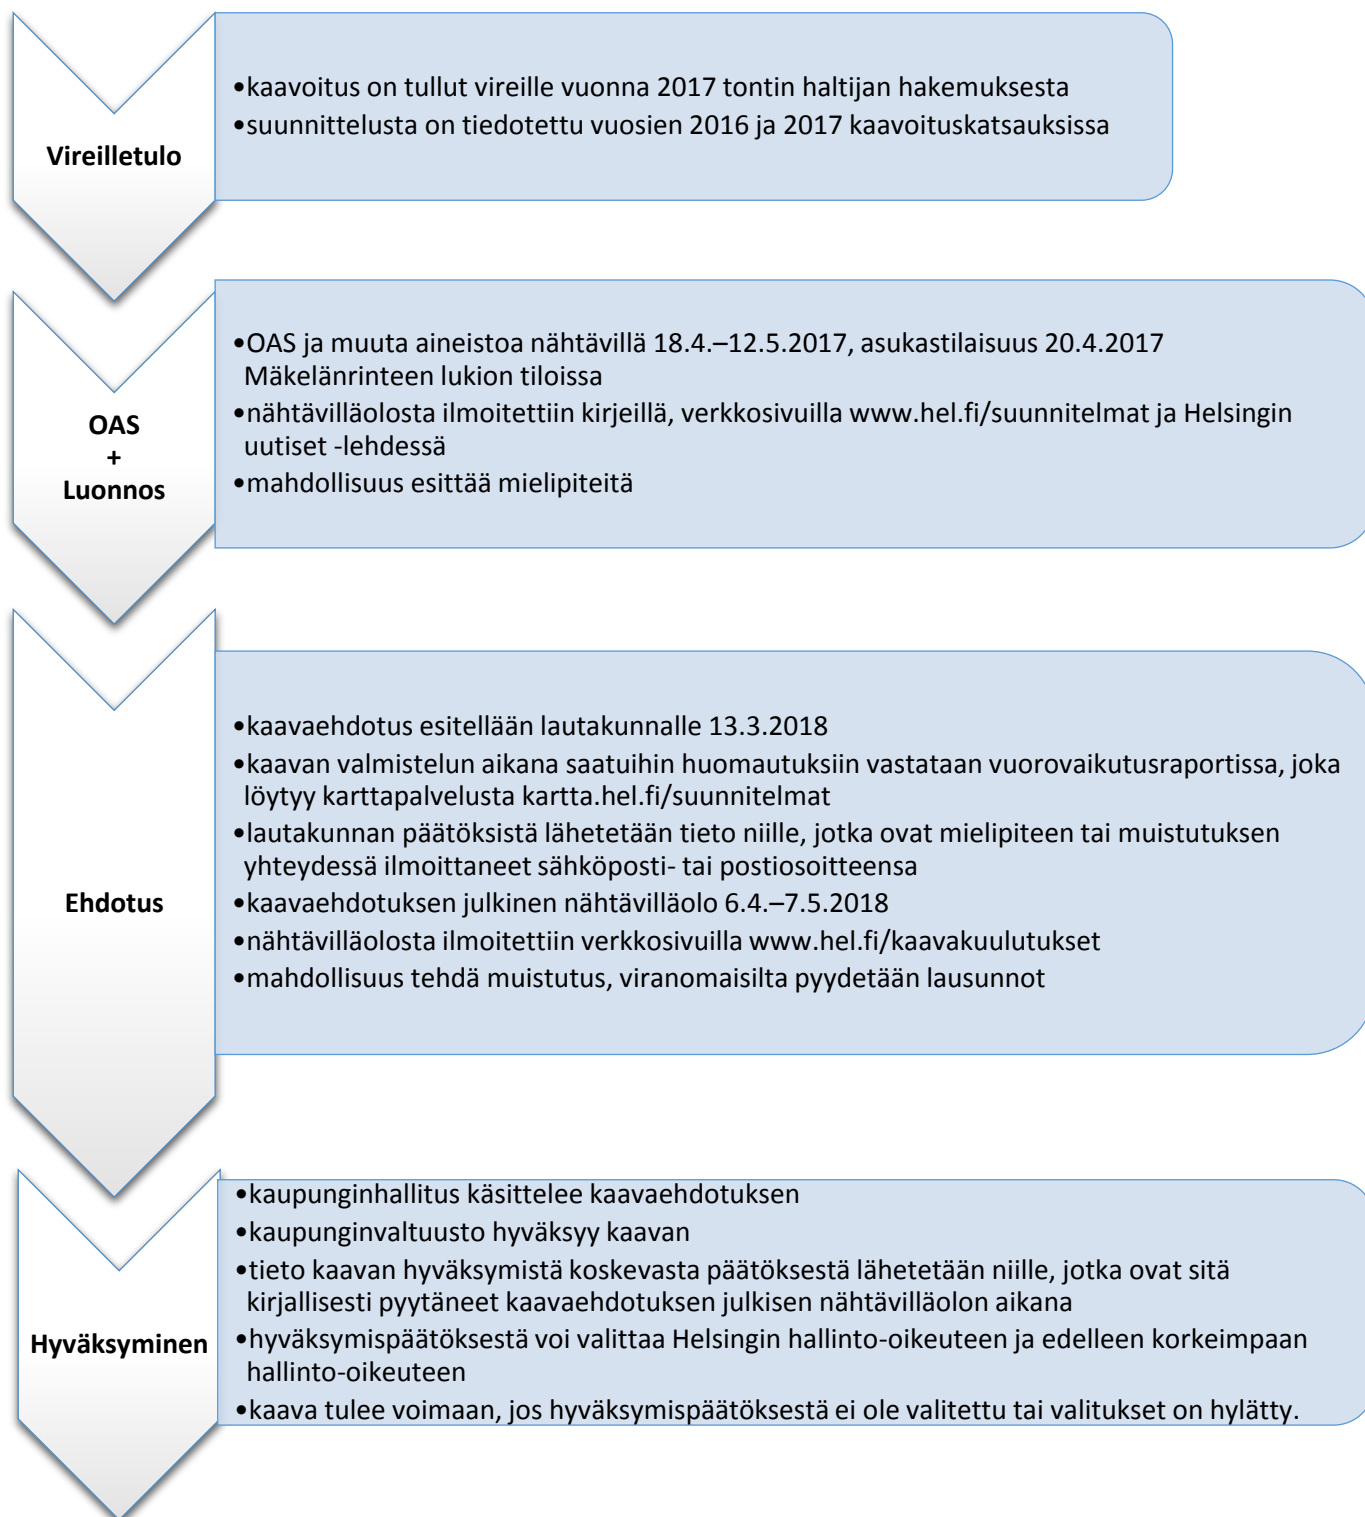 Vireilletulo
•kaavoitus on tullut vireille vuonna 2017 tontin haltijan hakemuksesta
•suunnittelusta on tiedotettu vuosien 2016 ja 2017 kaavoituskatsauksissa
OAS
+
Luonnos
•OAS ja muuta aineistoa nähtävillä 18.4.–12.5.2017, asukastilaisuus 20.4.2017
Mäkelänrinteen lukion tiloissa
•nähtävilläolosta ilmoitettiin kirjeillä, verkkosivuilla www.hel.fi/suunnitelmat ja Helsingin
uutiset -lehdessä
•mahdollisuus esittää mielipiteitä
Ehdotus
•kaavaehdotus esitellään lautakunnalle 13.3.2018
•kaavan valmistelun aikana saatuihin huomautuksiin vastataan vuorovaikutusraportissa, joka
löytyy karttapalvelusta kartta.hel.fi/suunnitelmat
•lautakunnan päätöksistä lähetetään tieto niille, jotka ovat mielipiteen tai muistutuksen
yhteydessä ilmoittaneet sähköposti- tai postiosoitteensa
•kaavaehdotuksen julkinen nähtävilläolo 6.4.–7.5.2018
•nähtävilläolosta ilmoitettiin verkkosivuilla www.hel.fi/kaavakuulutukset
•mahdollisuus tehdä muistutus, viranomaisilta pyydetään lausunnot
Hyväksyminen
•kaupunginhallitus käsittelee kaavaehdotuksen
•kaupunginvaltuusto hyväksyy kaavan
•tieto kaavan hyväksymistä koskevasta päätöksestä lähetetään niille, jotka ovat sitä
kirjallisesti pyytäneet kaavaehdotuksen julkisen nähtävilläolon aikana
•hyväksymispäätöksestä voi valittaa Helsingin hallinto-oikeuteen ja edelleen korkeimpaan
hallinto-oikeuteen
•kaava tulee voimaan, jos hyväksymispäätöksestä ei ole valitettu tai valitukset on hylätty.